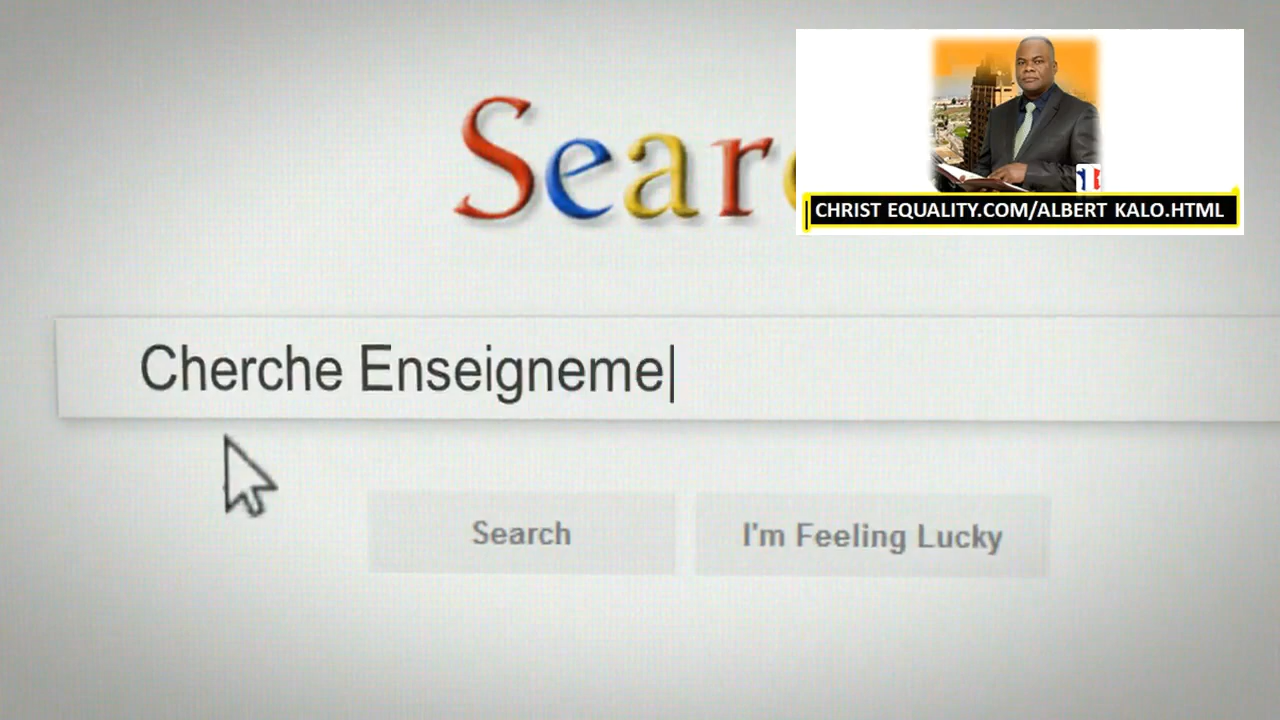 Sear
CHRIST EQUALITY.COM/ALBERT KALO.HTML
Cherche Enseigneme
Search
I'm Feeling Lucky